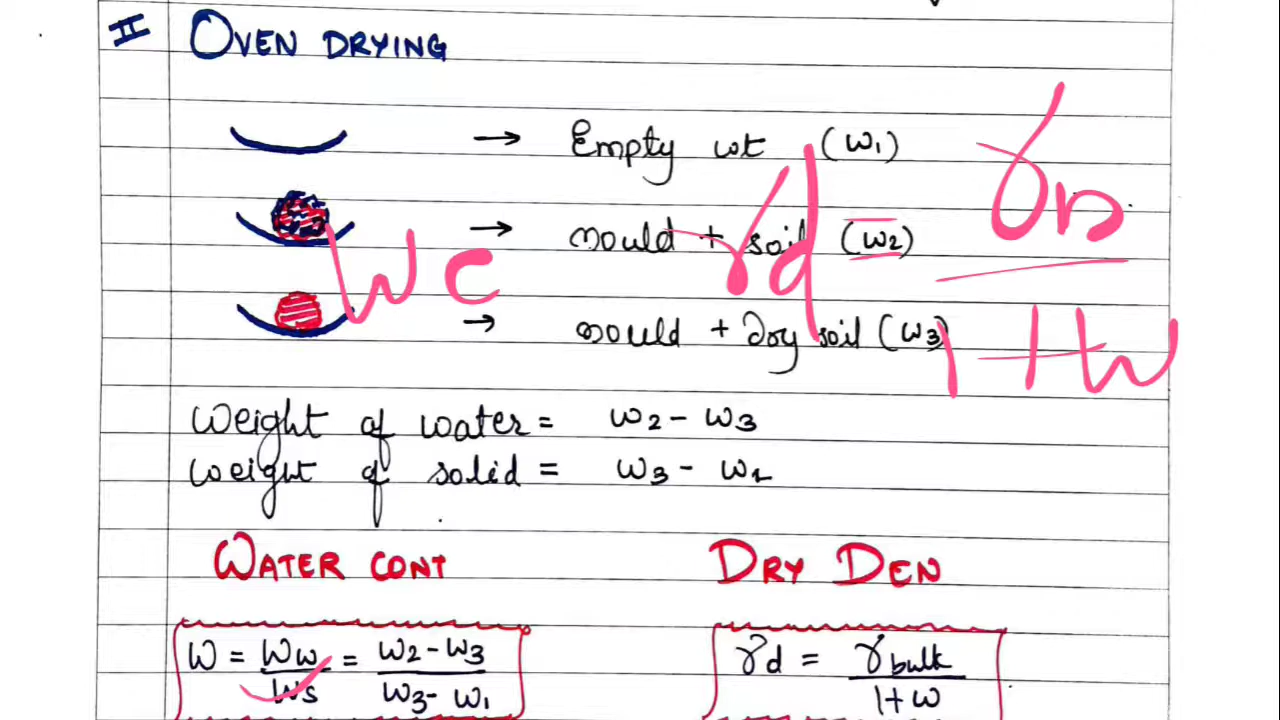 II OVEN DRYING
→ Empty wt (W1)
→ mould + soil (W2)
→ mould + Dry soil (W3)
WC
γd
γb
1+w
Weight of water = W2 - W3
Weight of solid = W3 - W1
WATER CONT
DRY DEN
W = Ww/Ws = W2-W3/W3-W1
γd = γbulk/1+w